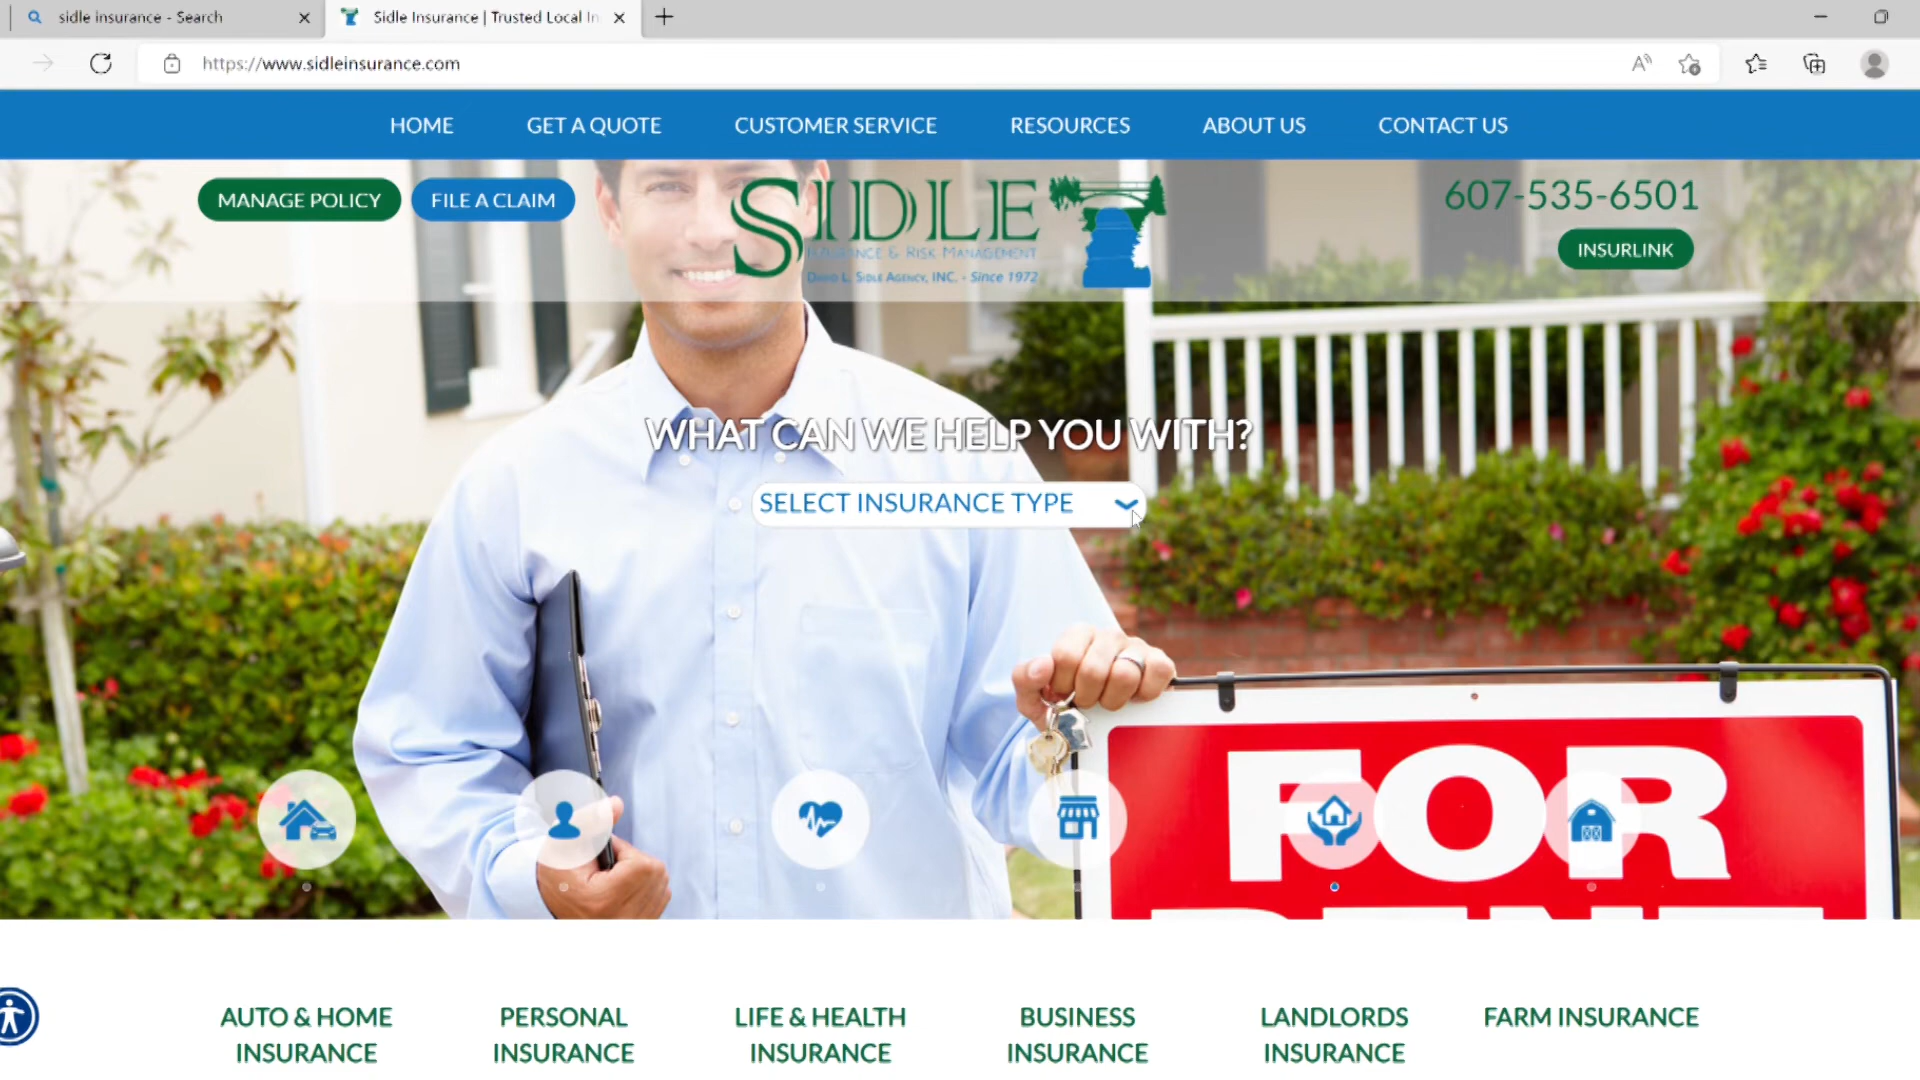 sidle insurance - Search
Sidle Insurance | Trusted Local In
https://www.sidleinsurance.com
HOME GET A QUOTE CUSTOMER SERVICE RESOURCES ABOUT US CONTACT US
MANAGE POLICY FILE A CLAIM
SIDLE
INSURANCE & RISK MANAGEMENT
DAVID L. SIDLE AGENCY, INC. - Since 1972
607-535-6501
INSURLINK
WHAT CAN WE HELP YOU WITH?
SELECT INSURANCE TYPE
FOR
RENT
AUTO & HOME INSURANCE
PERSONAL INSURANCE
LIFE & HEALTH INSURANCE
BUSINESS INSURANCE
LANDLORDS INSURANCE
FARM INSURANCE